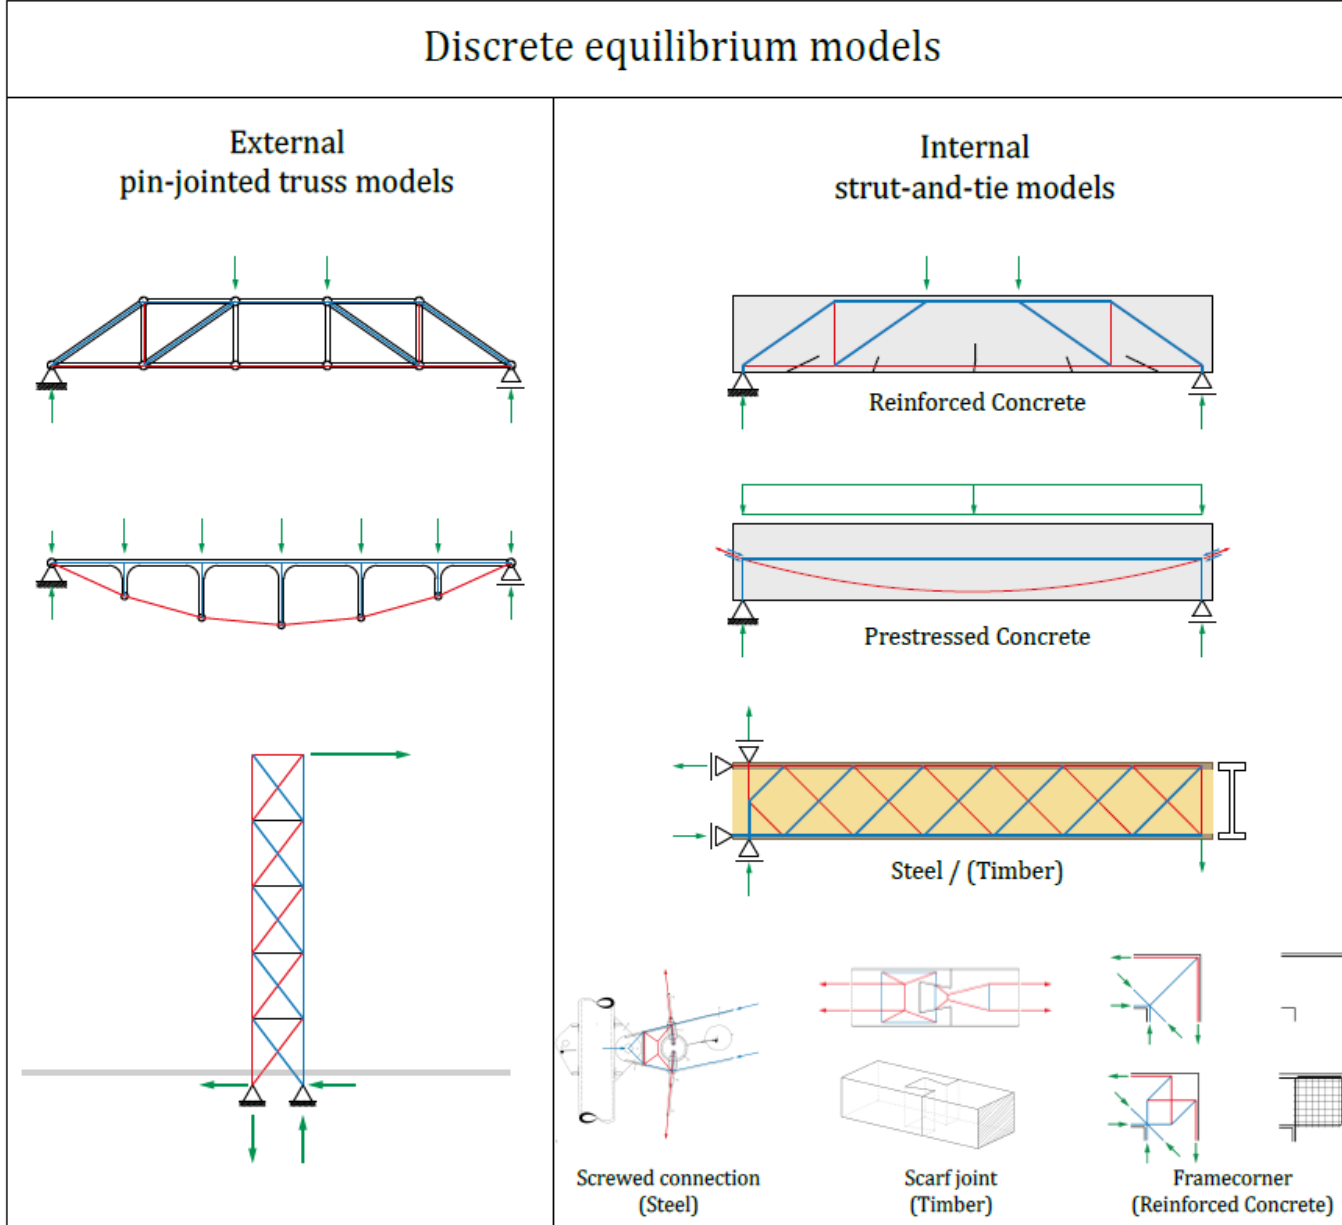 Discrete equilibrium models
External
pin-jointed truss models
Internal
strut-and-tie models
Reinforced Concrete
Prestressed Concrete
Steel / (Timber)
Screwed connection
(Steel)
Scarf joint
(Timber)
Framecorner
(Reinforced Concrete)